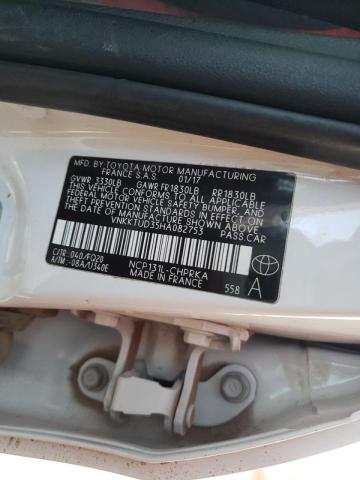 MFD. BY: TOYOTA MOTOR MANUFACTURING
FRANCE S.A.S. 01/17
GVWR 3330LB GAWR FR1830LB RR1830LB
THIS VEHICLE CONFORMS TO ALL APPLICABLE
FEDERAL MOTOR VEHICLE SAFETY, BUMPER, AND
THEFT PREVENTION STANDARDS IN EFFECT ON THE
DATE OF MANUFACTURE SHOWN ABOVE.
VNKKTUD35HA082753 PASS.CAR
C/TR: 040/FQ20 NCP131L-CHPRKA
A/TM: -08A/U340E MADE IN FRANCE 558 A